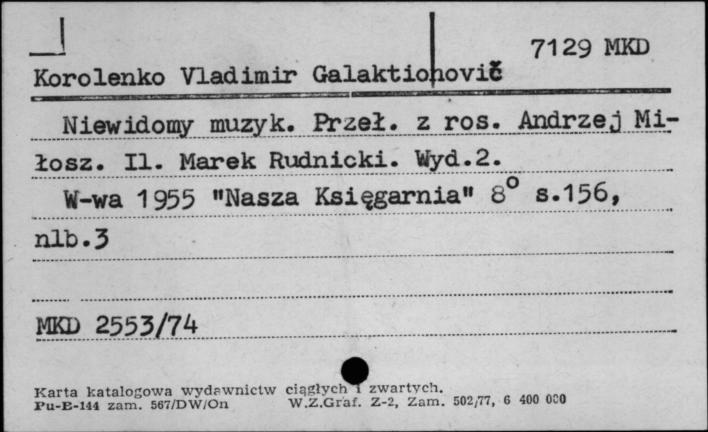 7129 MKD
Korolenko Vladimir Galaktionovič
Niewidomy muzyk. Przeł. z ros. Andrzej Mi-
łosz. Il. Marek Rudnicki. Wyd.2.
W-wa 1955 "Nasza Księgarnia" 8° s.156,
nlb.3
MKD 2553/74
Karta katalogowa wydawnictw ciągłych i zwartych.
Pu-B-144 zam. 567/DW/On W.Z.Graf. Z-2, Zam. 502/77, 6 400 000